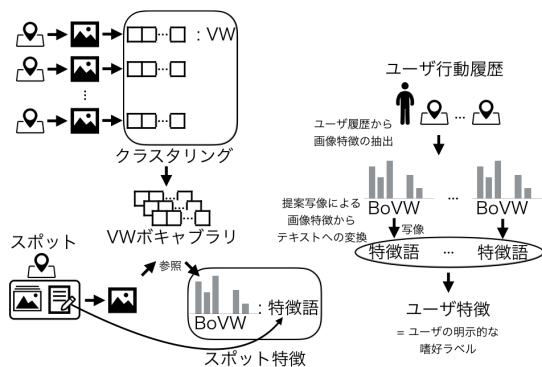 : VW
...
...
...
クラスタリング
VWボキャブラリ
スポット
参照
BoVW
: 特徴語
スポット特徴
ユーザ行動履歴
...
ユーザ履歴から
画像特徴の抽出
BoVW ... BoVW
提案写像による
画像特徴から
テキストへの変換
写像
特徴語 ... 特徴語
ユーザ特徴
= ユーザの明示的な
嗜好ラベル